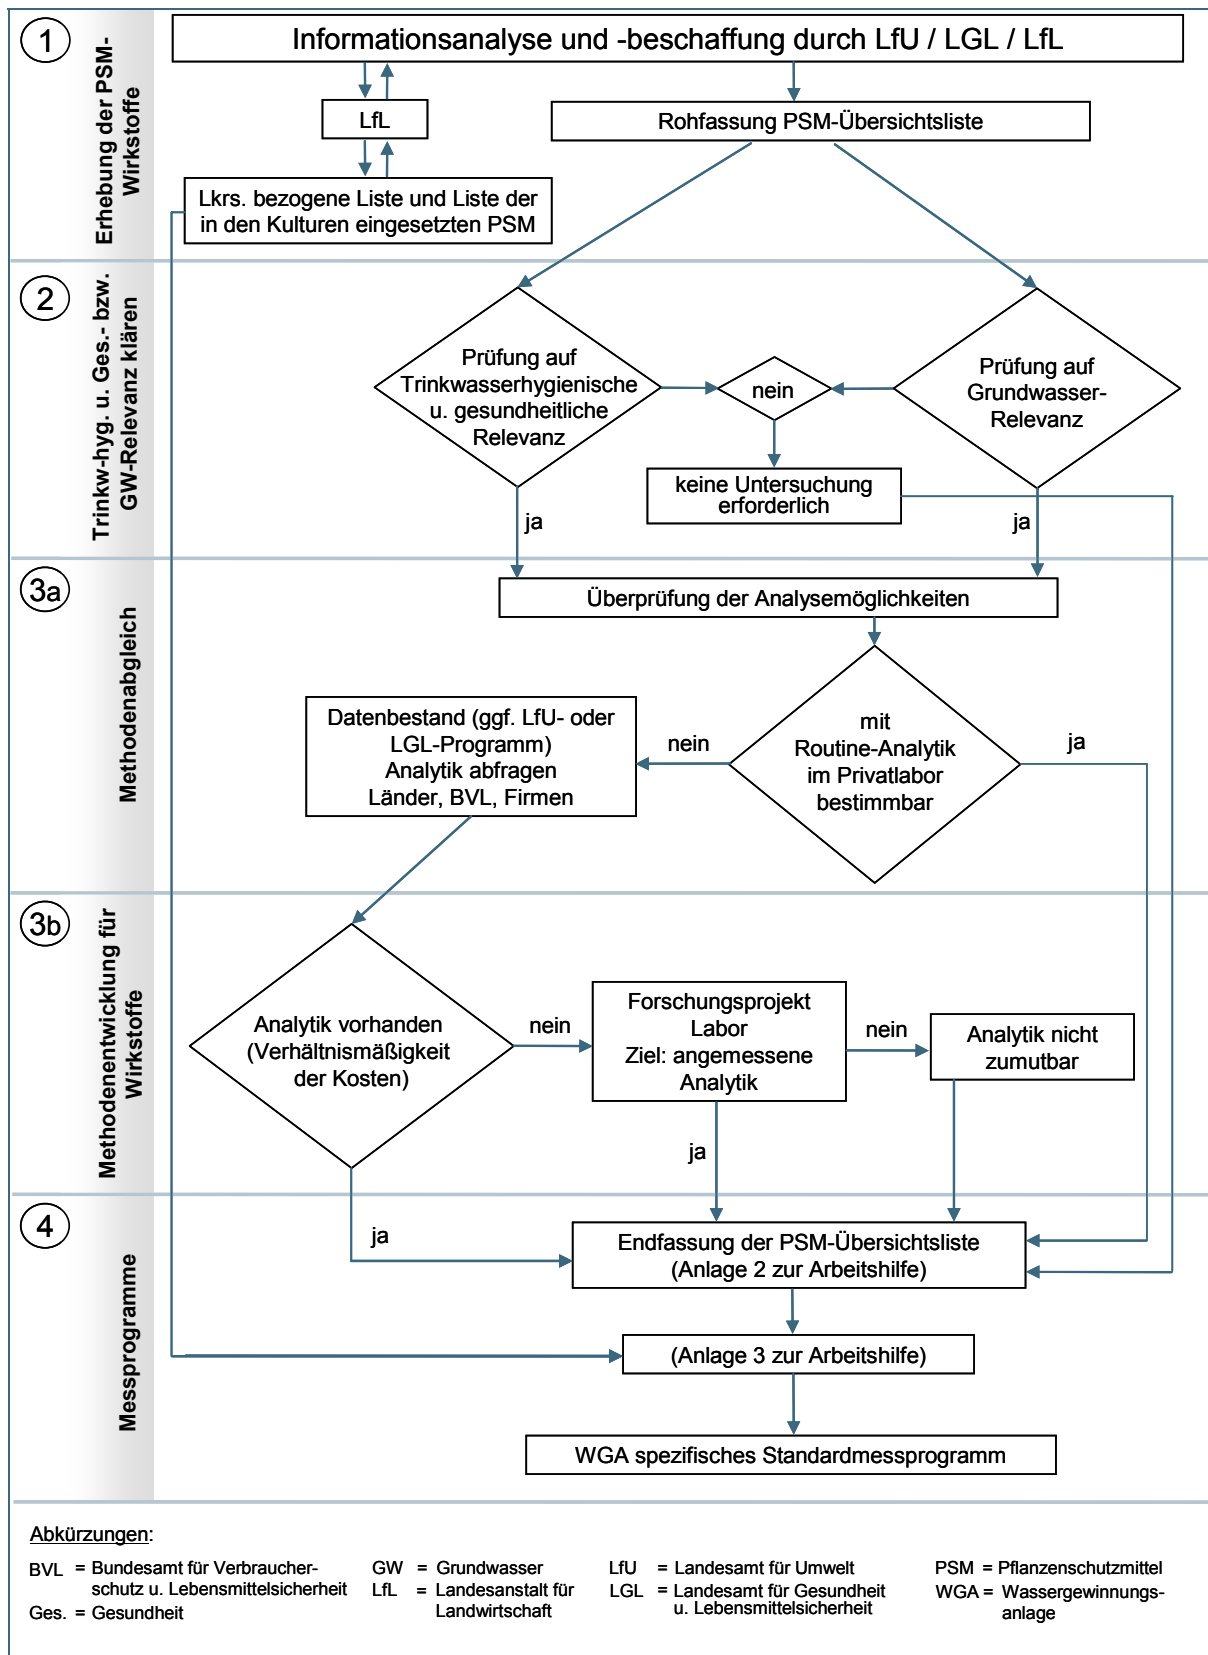 1
Erhebung der PSM-
Wirkstoffe
Informationsanalyse und -beschaffung durch LfU / LGL / LfL
LfL
Rohfassung PSM-Übersichtsliste
Lkrs. bezogene Liste und Liste der
in den Kulturen eingesetzten PSM
2
Trinkw-hyg. u. Ges.- bzw.
GW-Relevanz klären
Prüfung auf
Trinkwasserhygienische
u. gesundheitliche
Relevanz
nein
Prüfung auf
Grundwasser-
Relevanz
keine Untersuchung
erforderlich
ja
ja
3a
Methodenabgleich
Überprüfung der Analysemöglichkeiten
Datenbestand (ggf. LfU- oder
LGL-Programm)
Analytik abfragen
Länder, BVL, Firmen
nein
mit
Routine-Analytik
im Privatlabor
bestimmbar
ja
3b
Methodenentwicklung für
Wirkstoffe
Analytik vorhanden
(Verhältnismäßigkeit
der Kosten)
nein
Forschungsprojekt
Labor
Ziel: angemessene
Analytik
nein
Analytik nicht
zumutbar
ja
4
Messprogramme
ja
Endfassung der PSM-Übersichtsliste
(Anlage 2 zur Arbeitshilfe)
(Anlage 3 zur Arbeitshilfe)
WGA spezifisches Standardmessprogramm
Abkürzungen:
BVL = Bundesamt für Verbraucher-
schutz u. Lebensmittelsicherheit
Ges. = Gesundheit
GW = Grundwasser
LfL = Landesanstalt für
Landwirtschaft
LfU = Landesamt für Umwelt
LGL = Landesamt für Gesundheit
u. Lebensmittelsicherheit
PSM = Pflanzenschutzmittel
WGA = Wassergewinnungs-
anlage